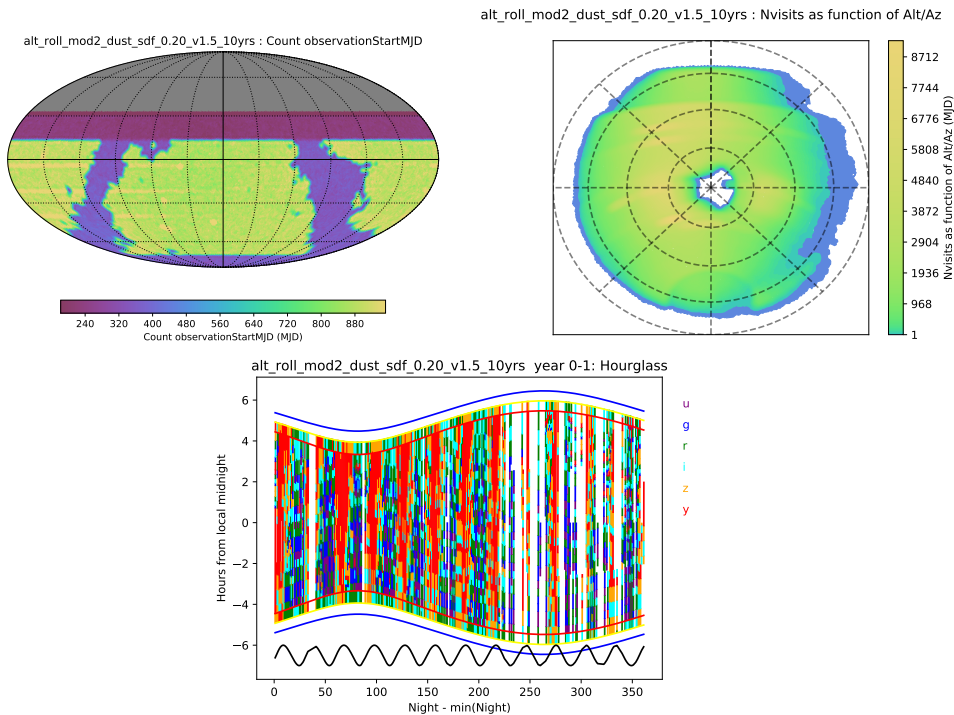 alt_roll_mod2_dust_sdf_0.20_v1.5_10yrs : Count observationStartMJD
240 320 400 480 560 640 720 800 880
Count observationStartMJD (MJD)
alt_roll_mod2_dust_sdf_0.20_v1.5_10yrs : Nvisits as function of Alt/Az
8712
7744
6776
5808
4840
3872
2904
1936
968
1
Nvisits as function of Alt/Az (MJD)
alt_roll_mod2_dust_sdf_0.20_v1.5_10yrs year 0-1: Hourglass
6
4
2
0
−2
−4
−6
Hours from local midnight
0 50 100 150 200 250 300 350
Night - min(Night)
u
g
r
i
z
y